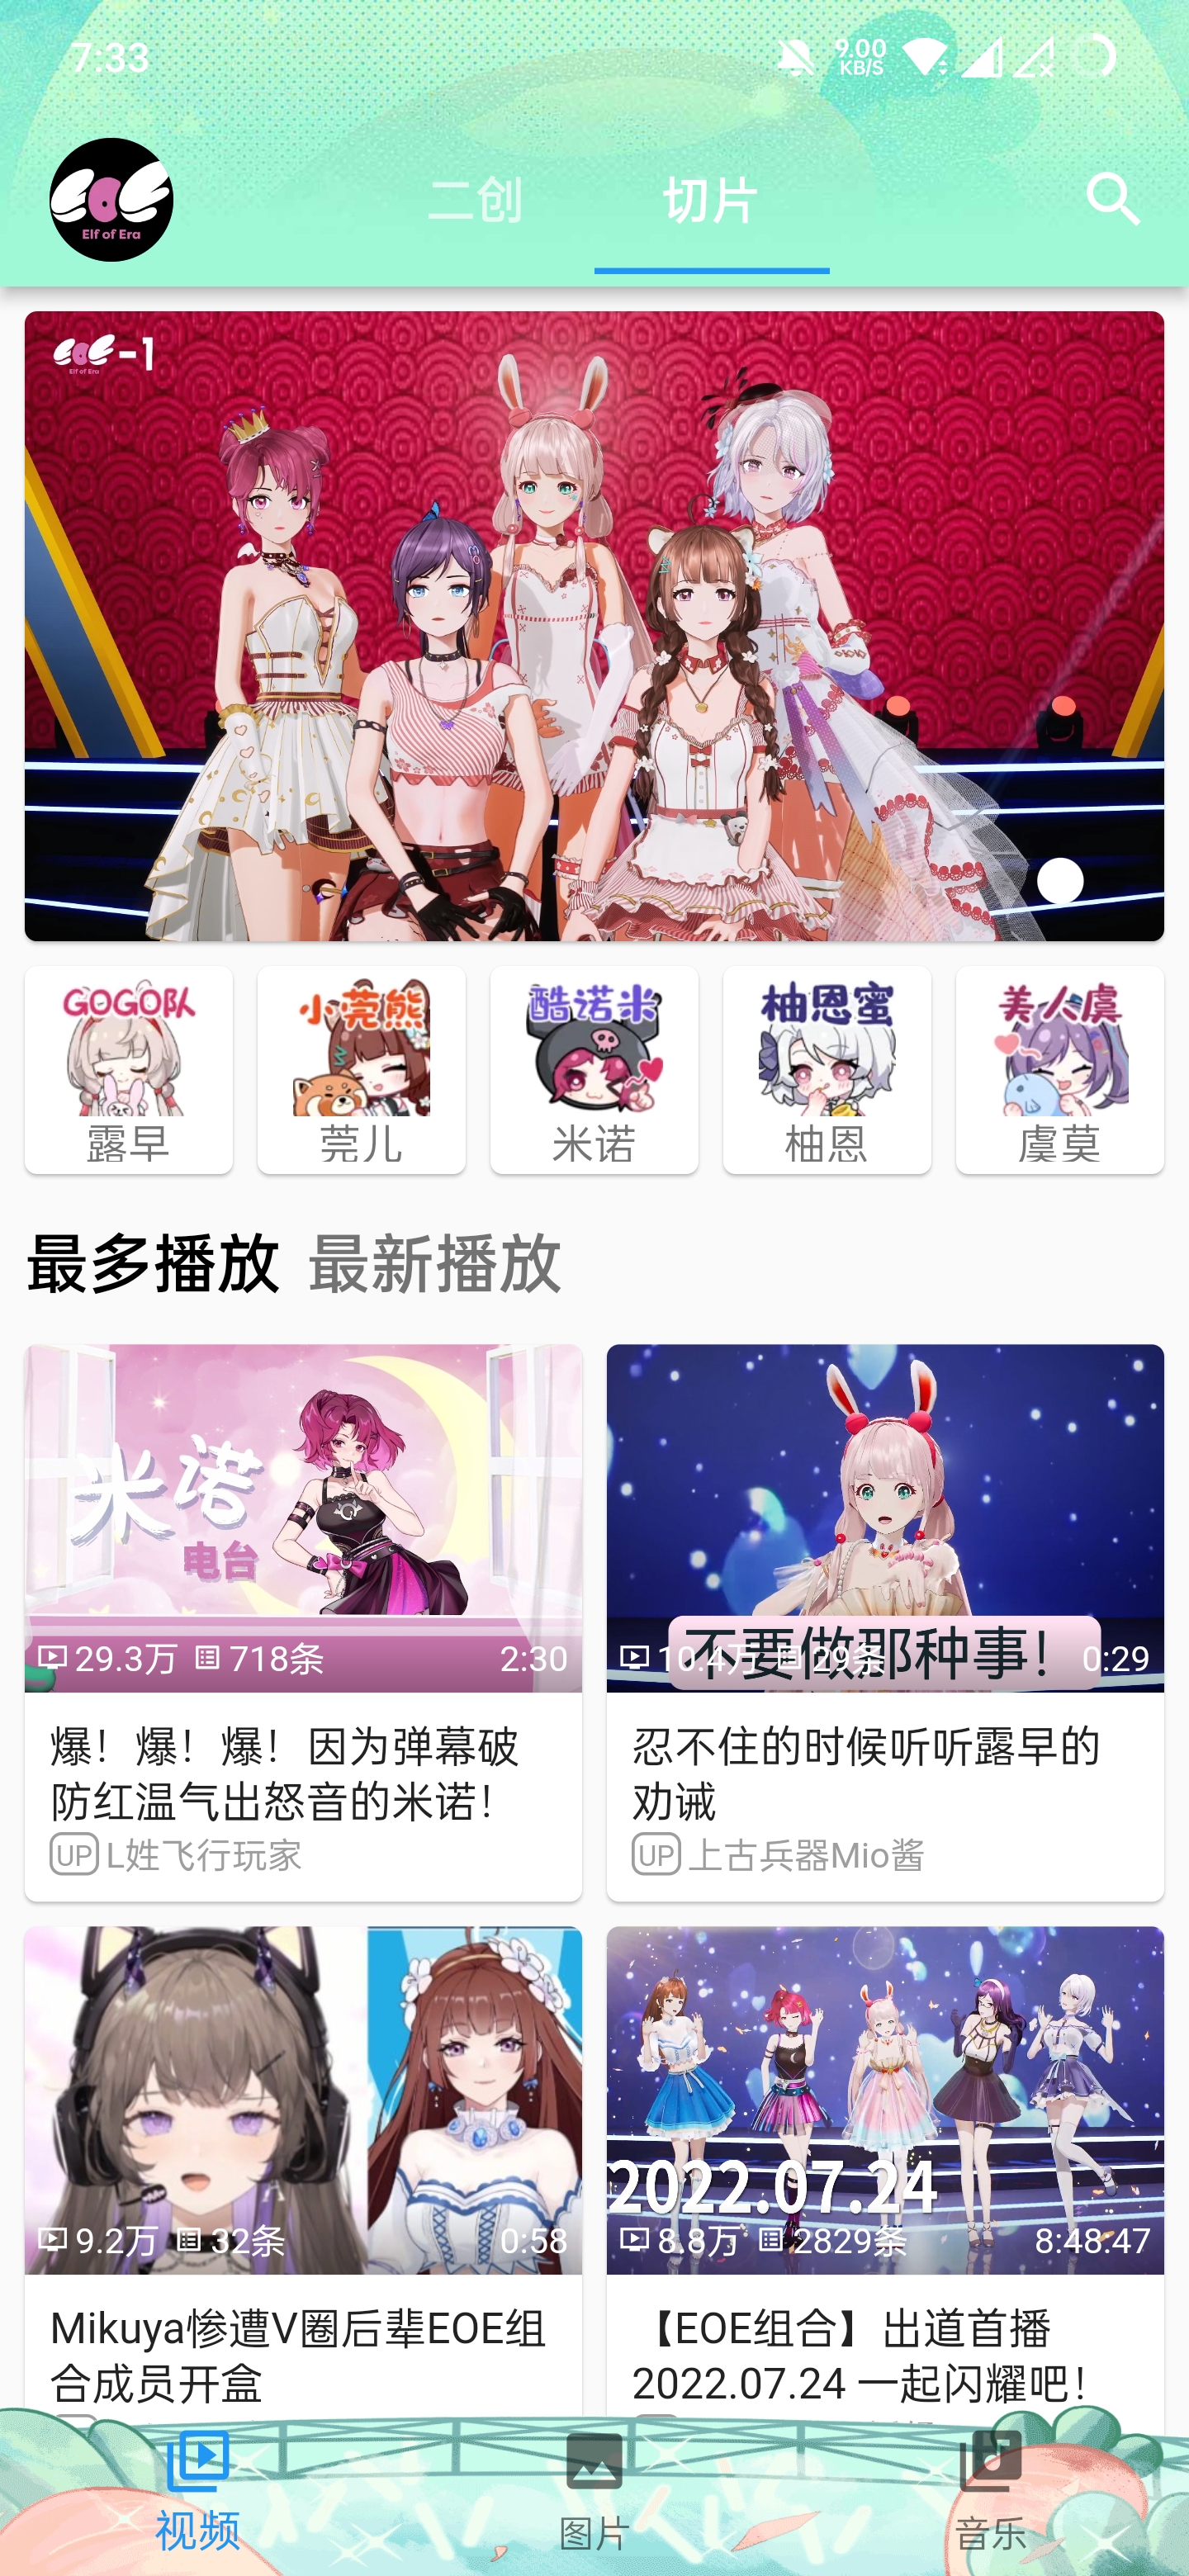 7:33
9.00
KB/S
EOE
Elf of Era
二创
切片
EOE-1
Elf of Era
GOGO队
小莞熊
酷诺米
柚恩蜜
美人虞
露早
莞儿
米诺
柚恩
虞莫
最多播放 最新播放
米诺
电台
29.3万 718条 2:30
不要做那种事！
10.4万 29条 0:29
爆！爆！爆！因为弹幕破
防红温气出怒音的米诺！
UP L姓飞行玩家
忍不住的时候听听露早的
劝诫
UP 上古兵器Mio酱
9.2万 32条 0:58
2022.07.24
8.8万 2829条 8:48:47
Mikuya惨遭V圈后辈EOE组
合成员开盒
【EOE组合】出道首播
2022.07.24 一起闪耀吧！
视频
图片
音乐